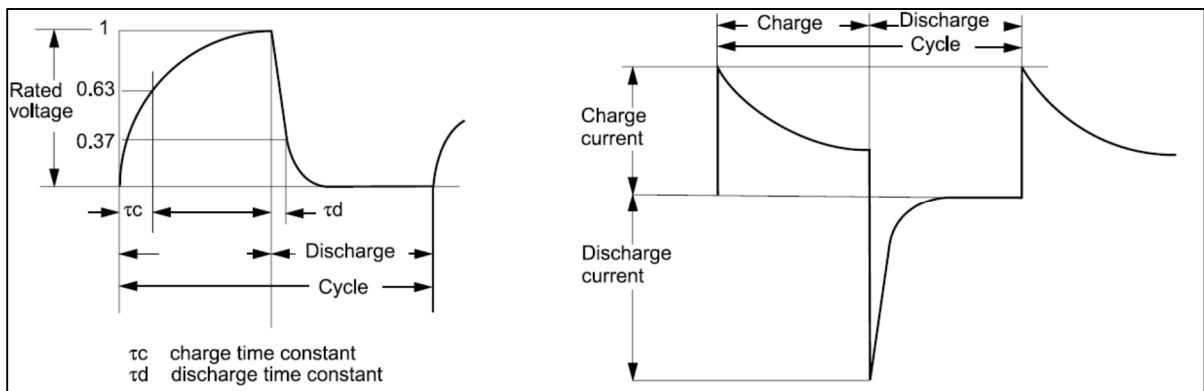 1
Rated
voltage
0.63
0.37
τc
τd
Discharge
Cycle
τc charge time constant
τd discharge time constant
Charge
Discharge
Cycle
Charge
current
Discharge
current